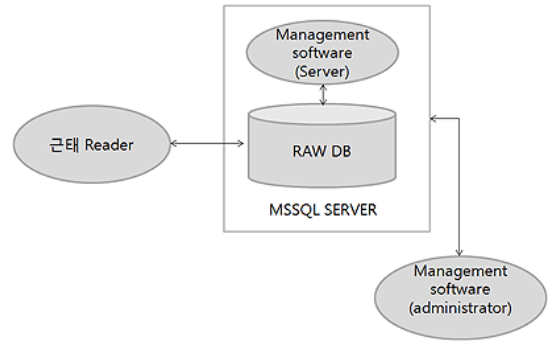 Management
software
(Server)
근태 Reader
RAW DB
MSSQL SERVER
Management
software
(administrator)